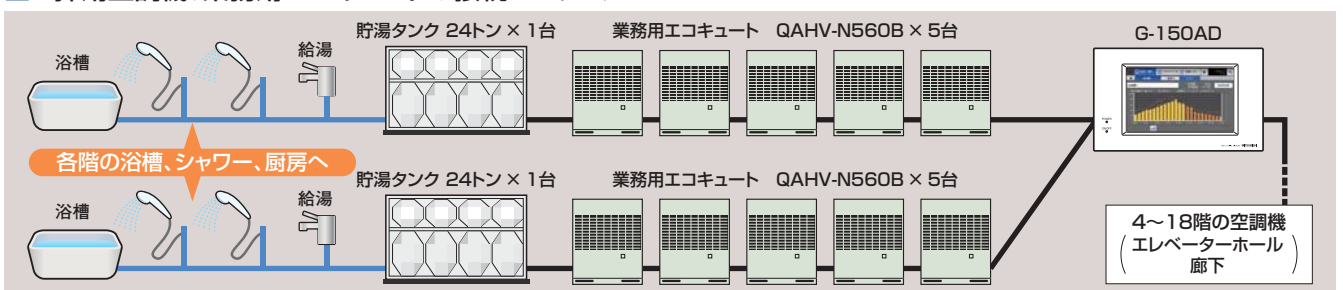 浴槽
給湯
貯湯タンク 24トン × 1台
業務用エコキュート QAHV-N560B × 5台
G-150AD
各階の浴槽、シャワー、厨房へ
浴槽
給湯
貯湯タンク 24トン × 1台
業務用エコキュート QAHV-N560B × 5台
4〜18階の空調機
(エレベーターホール
廊下)